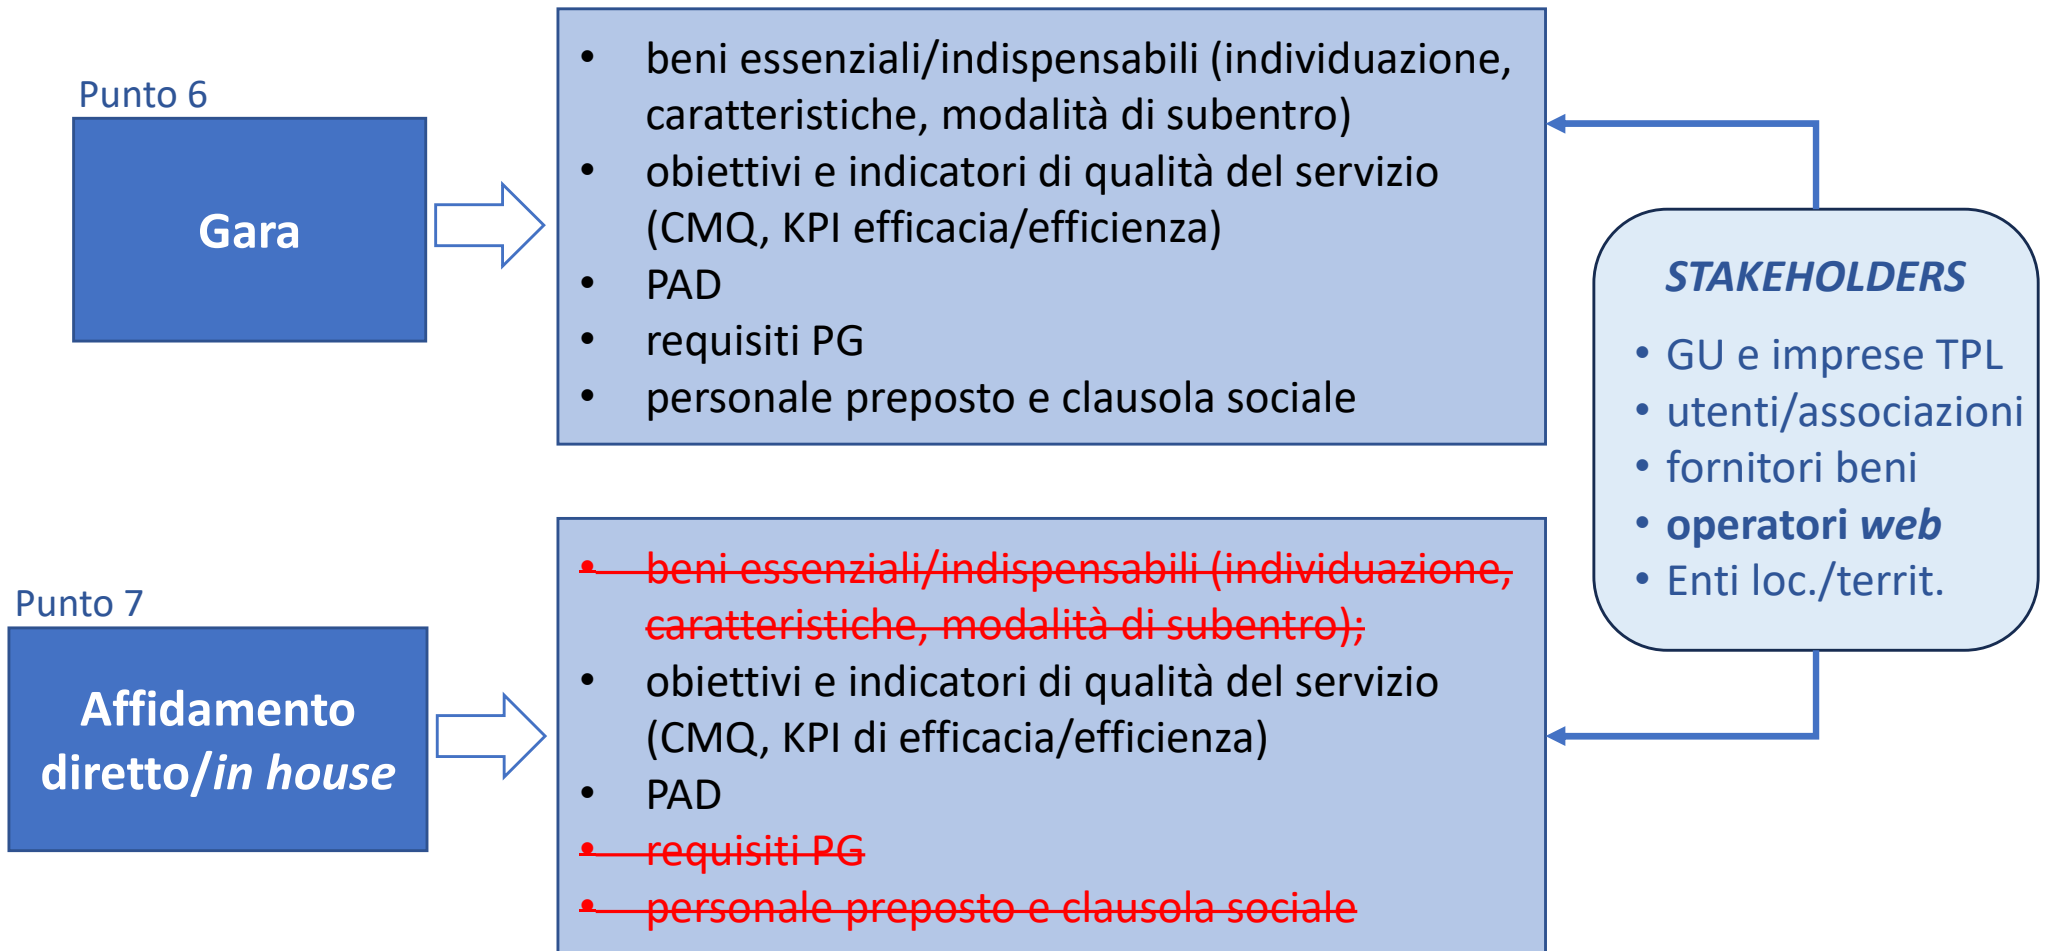 Punto 6
Gara
• beni essenziali/indispensabili (individuazione,
caratteristiche, modalità di subentro)
• obiettivi e indicatori di qualità del servizio
(CMQ, KPI efficacia/efficienza)
• PAD
• requisiti PG
• personale preposto e clausola sociale
STAKEHOLDERS
• GU e imprese TPL
• utenti/associazioni
• fornitori beni
• operatori web
• Enti loc./territ.
Punto 7
Affidamento
diretto/in house
• beni essenziali/indispensabili (individuazione,
caratteristiche, modalità di subentro);
• obiettivi e indicatori di qualità del servizio
(CMQ, KPI di efficacia/efficienza)
• PAD
• requisiti PG
• personale preposto e clausola sociale